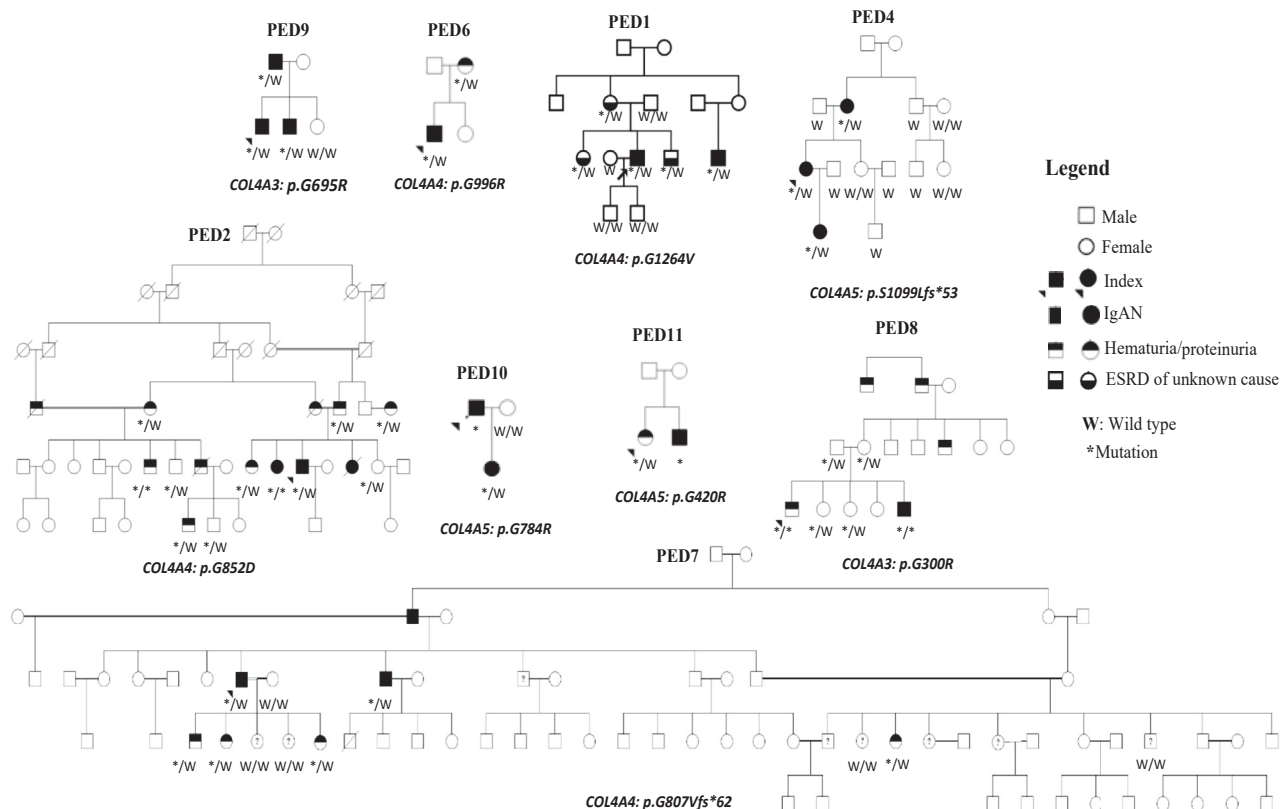 PED9
*/W
*/W */W W/W
COL4A3: p.G695R
PED6
*/W
*/W
COL4A4: p.G996R
PED1
*/W W/W
*/W W */W */W */W
W/W W/W
COL4A4: p.G1264V
PED4
W */W W W/W
*/W W W/W W W W/W
*/W W
COL4A5: p.S1099Lfs*53
Legend
Male
Female
Index
IgAN
Hematuria/proteinuria
ESRD of unknown cause
W: Wild type
*Mutation
PED2
*/W */W */W
*/* */W */W */* */W */W
*/W */W
COL4A4: p.G852D
PED10
*
* W/W
*/W
COL4A5: p.G784R
PED11
*/W *
COL4A5: p.G420R
PED8
*/W */W
*/* */W */W */*
COL4A3: p.G300R
PED7
?
*/W W/W */W
? ? ? ? ? ? ?
*/W */W W/W W/W */W W/W */W W/W
COL4A4: p.G807Vfs*62